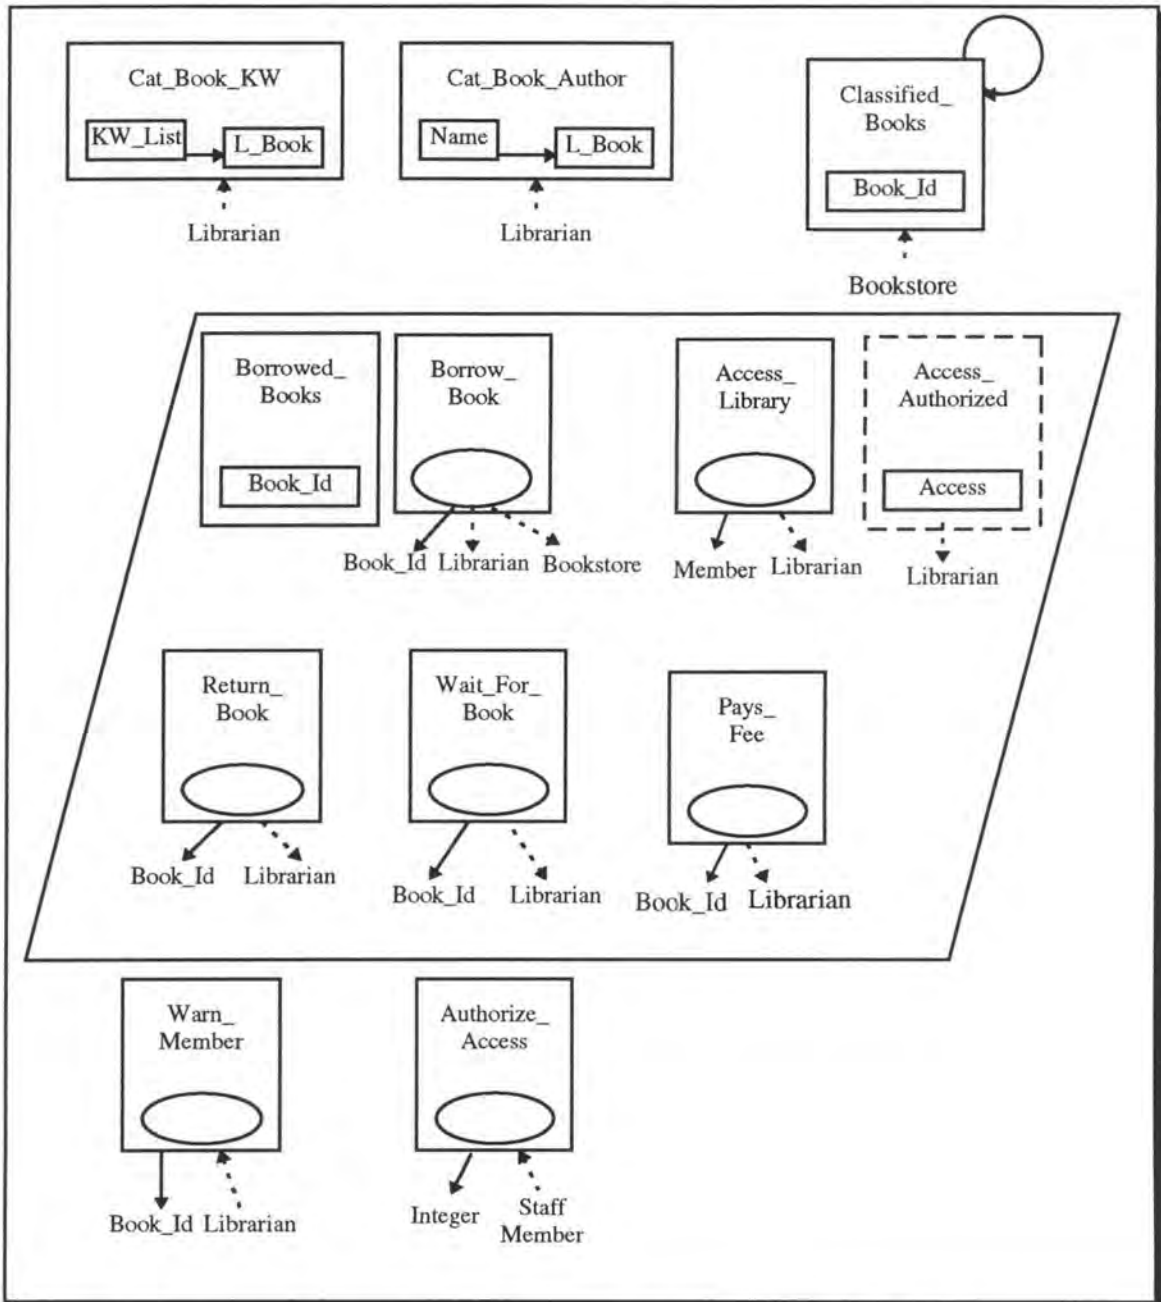 Cat_Book_KW
KW_List
L_Book
Librarian
Cat_Book_Author
Name
L_Book
Librarian
Classified_
Books
Book_Id
Bookstore
Borrowed_
Books
Book_Id
Borrow_
Book
Book_Id
Librarian
Bookstore
Access_
Library
Member
Librarian
Access_
Authorized
Access
Librarian
Return_
Book
Book_Id
Librarian
Wait_For_
Book
Book_Id
Librarian
Pays_
Fee
Book_Id
Librarian
Warn_
Member
Book_Id
Librarian
Authorize_
Access
Integer
Staff
Member